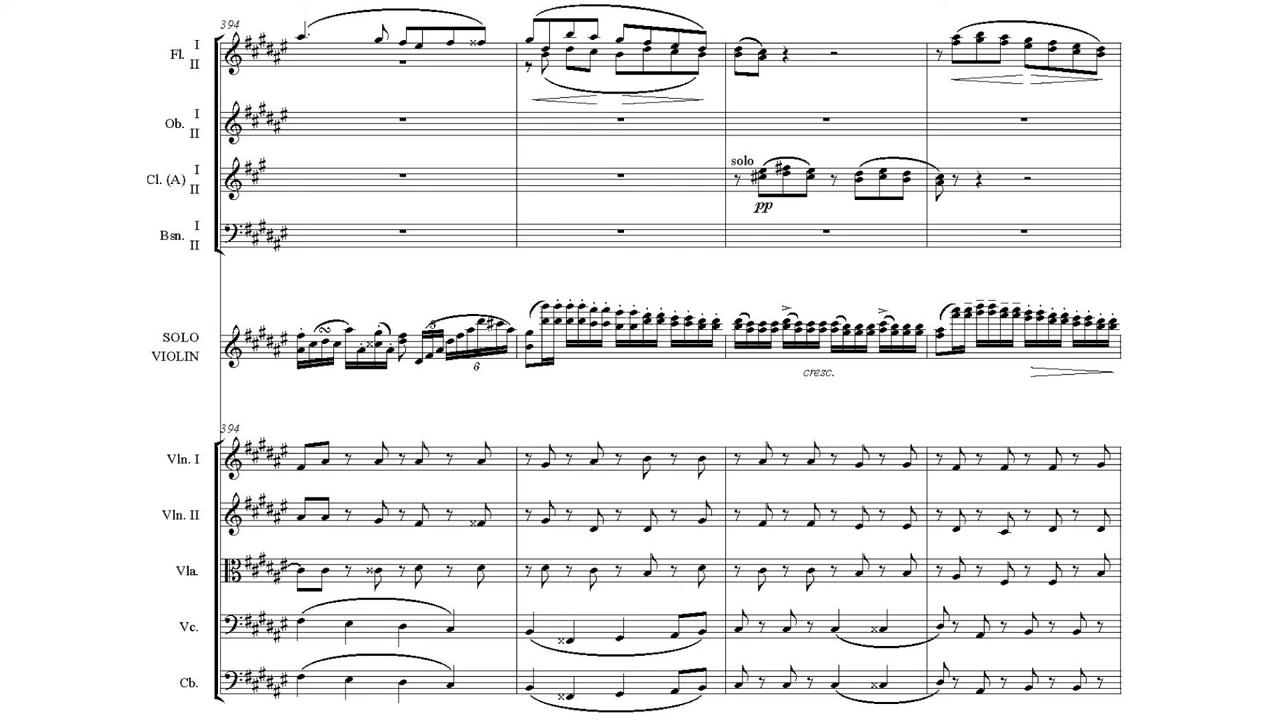 394
Fl. I
II
Ob. I
II
Cl. (A) I
II
solo
pp
Bsn. I
II
SOLO
VIOLIN
3
6
cresc.
394
Vln. I
Vln. II
Vla.
Vc.
Cb.